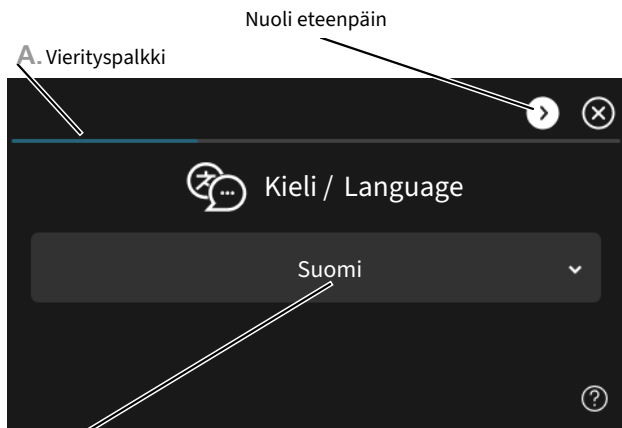 Nuoli eteenpäin
A. Vierityspalkki
Kieli / Language
Suomi